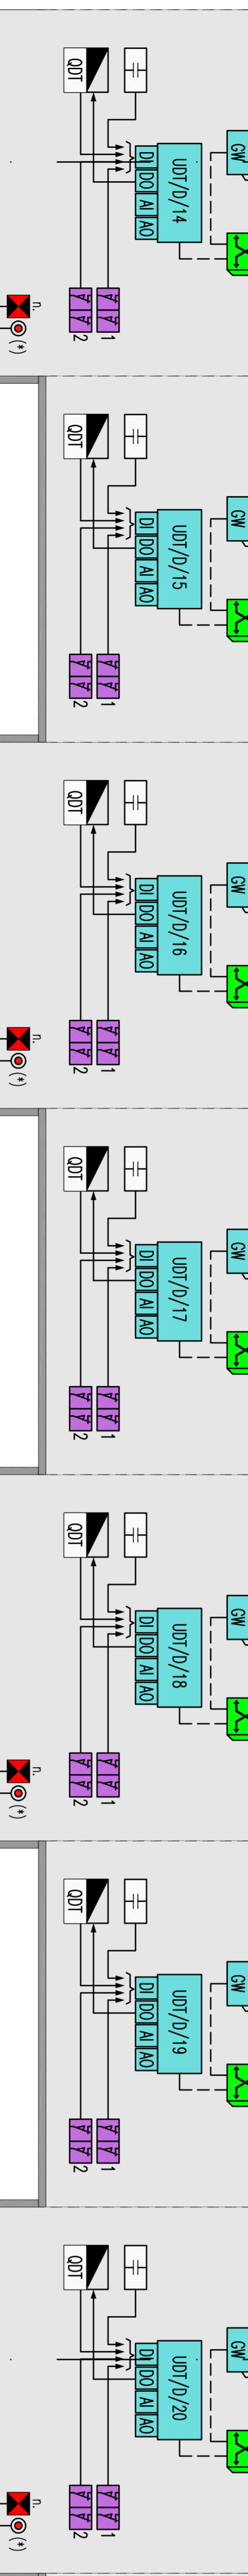 GW
UDT/D/14
DI DO AI AO
QDT
1
2
n.
(*)
GW
UDT/D/15
DI DO AI AO
QDT
1
2
GW
UDT/D/16
DI DO AI AO
QDT
1
2
n.
(*)
GW
UDT/D/17
DI DO AI AO
QDT
1
2
GW
UDT/D/18
DI DO AI AO
QDT
1
2
n.
(*)
GW
UDT/D/19
DI DO AI AO
QDT
1
2
GW
UDT/D/20
DI DO AI AO
QDT
1
2
n.
(*)